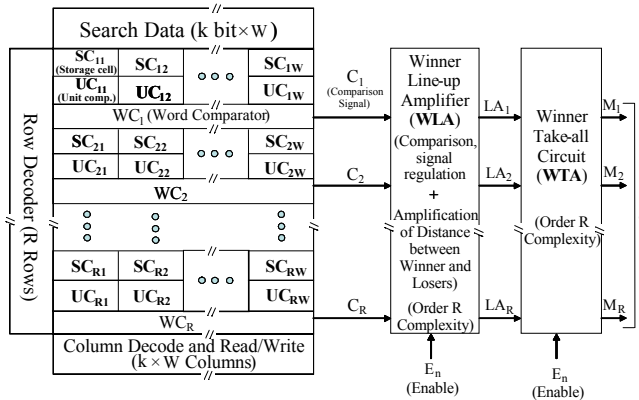 Search Data (k bit×W)
SC11
(Storage cell)
SC12
SC1W
UC11
(Unit comp.)
UC12
UC1W
WC1 (Word Comparator)
SC21
SC22
SC2W
UC21
UC22
UC2W
WC2
SCR1
SCR2
SCRW
UCR1
UCR2
UCRW
WCR
Column Decode and Read/Write
(k × W Columns)
Row Decoder (R Rows)
C1
(Comparison
Signal)
C2
CR
Winner
Line-up
Amplifier
(WLA)
(Comparison,
signal
regulation
+
Amplification
of Distance
between
Winner and
Losers)
(Order R
Complexity)
En
(Enable)
LA1
LA2
LAR
Winner
Take-all
Circuit
(WTA)
(Order R
Complexity)
En
(Enable)
M1
M2
MR